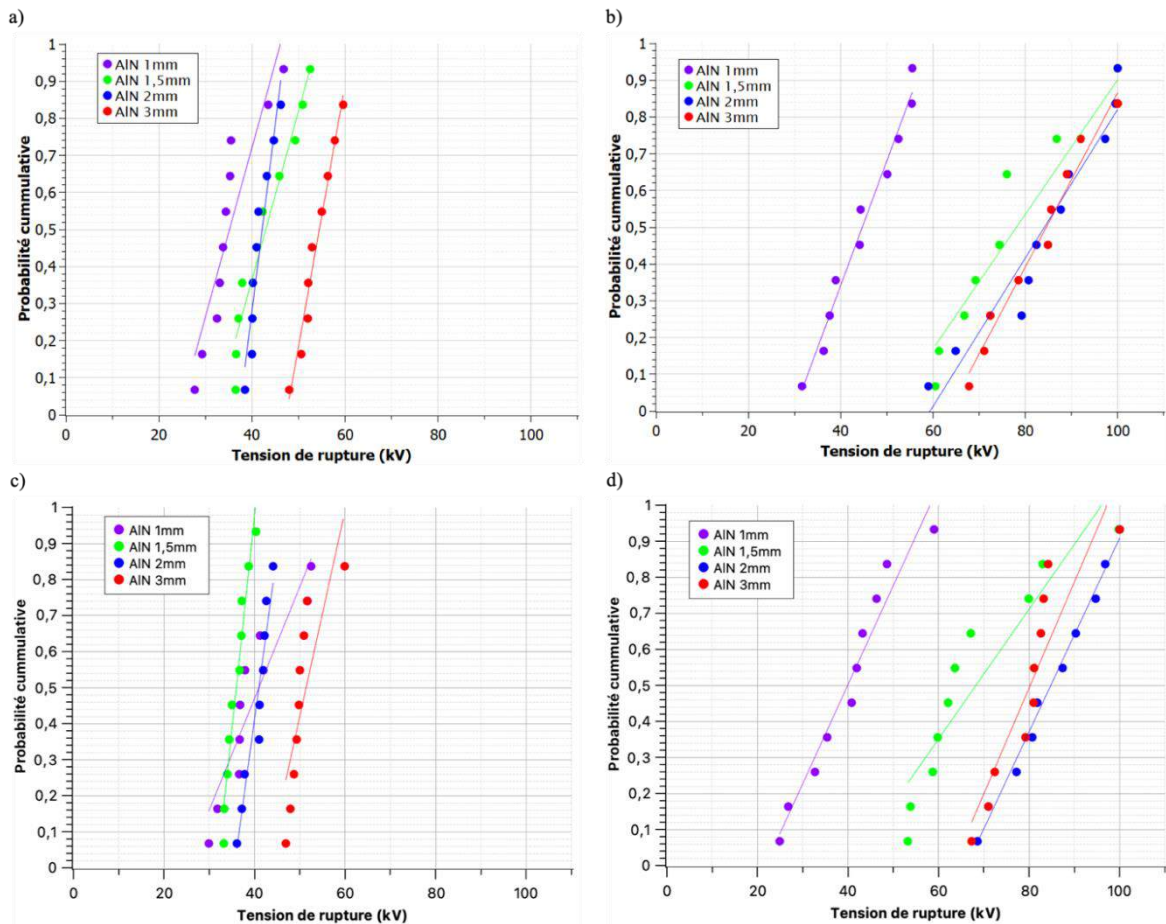 a)
1
0,9
0,8
0,7
0,6
0,5
0,4
0,3
0,2
0,1
0
Probabilité cummulative
AlN 1mm
AlN 1,5mm
AlN 2mm
AlN 3mm
0 20 40 60 80 100
Tension de rupture (kV)
b)
1
0,9
0,8
0,7
0,6
0,5
0,4
0,3
0,2
0,1
0
Probabilité cummulative
AlN 1mm
AlN 1,5mm
AlN 2mm
AlN 3mm
0 20 40 60 80 100
Tension de rupture (kV)
c)
1
0,9
0,8
0,7
0,6
0,5
0,4
0,3
0,2
0,1
0
Probabilité cummulative
AlN 1mm
AlN 1,5mm
AlN 2mm
AlN 3mm
0 20 40 60 80 100
Tension de rupture (kV)
d)
1
0,9
0,8
0,7
0,6
0,5
0,4
0,3
0,2
0,1
0
Probabilité cummulative
AlN 1mm
AlN 1,5mm
AlN 2mm
AlN 3mm
0 20 40 60 80 100
Tension de rupture (kV)